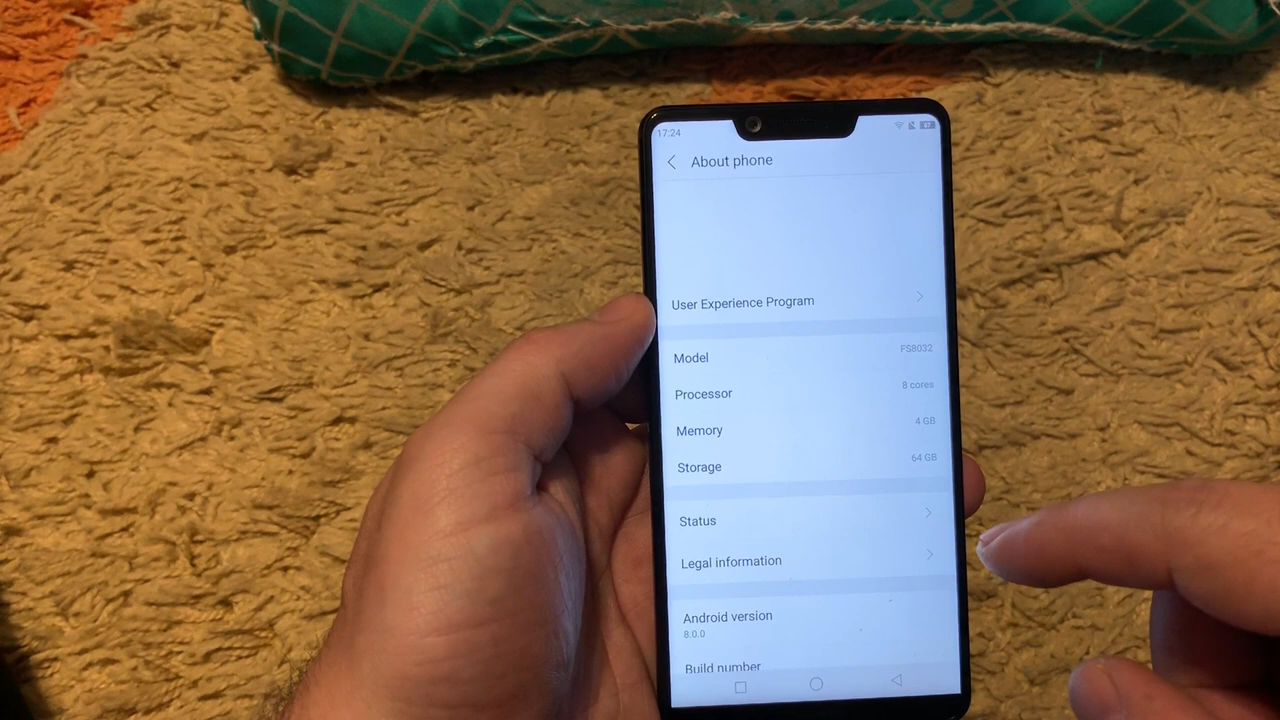 17:24
67
About phone
User Experience Program
Model FS8032
Processor 8 cores
Memory 4 GB
Storage 64 GB
Status
Legal information
Android version
8.0.0
Build number